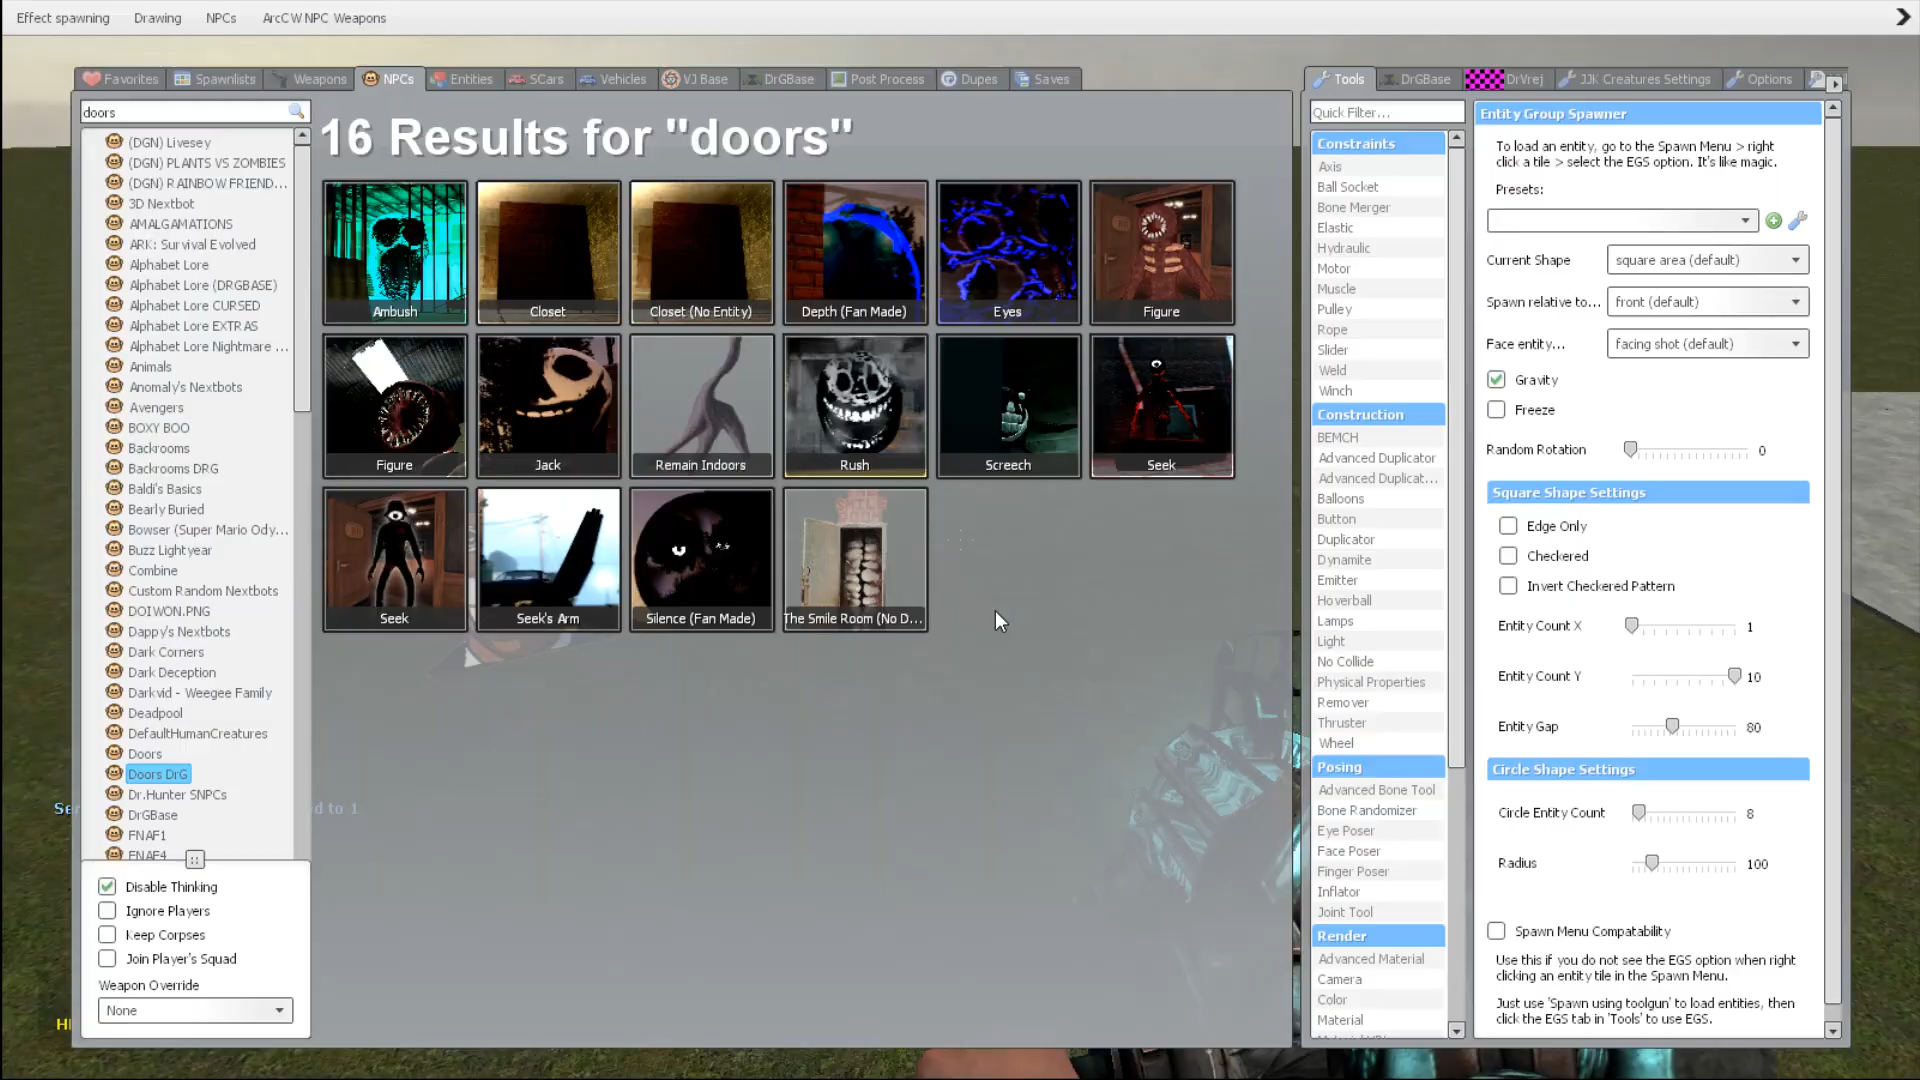 Effect spawning Drawing NPCs ArcCW NPC Weapons
Favorites Spawnlists Weapons NPCs Entities SCars Vehicles VJ Base DrGBase Post Process Dupes Saves
doors
(DGN) Livesey
(DGN) PLANTS VS ZOMBIES
(DGN) RAINBOW FRIEND...
3D Nextbot
AMALGAMATIONS
ARK: Survival Evolved
Alphabet Lore
Alphabet Lore (DRGBASE)
Alphabet Lore CURSED
Alphabet Lore EXTRAS
Alphabet Lore Nightmare ...
Animals
Anomaly's Nextbots
Avengers
BOXY BOO
Backrooms
Backrooms DRG
Baldi's Basics
Bearly Buried
Bowser (Super Mario Ody...
Buzz Lightyear
Combine
Custom Random Nextbots
DOIWON.PNG
Dappy's Nextbots
Dark Corners
Dark Deception
Darkvid - Weegee Family
Deadpool
DefaultHumanCreatures
Doors
Doors DrG
Dr.Hunter SNPCs
DrGBase
FNAF1
FNAF4
Disable Thinking
Ignore Players
Keep Corpses
Join Player's Squad
Weapon Override
None
16 Results for "doors"
Ambush Closet Closet (No Entity) Depth (Fan Made) Eyes Figure
Figure Jack Remain Indoors Rush Screech Seek
Seek Seek's Arm Silence (Fan Made) The Smile Room (No D...
d to 1
Tools DrGBase DrVrej JJK Creatures Settings Options
Quick Filter...
Constraints
Axis
Ball Socket
Bone Merger
Elastic
Hydraulic
Motor
Muscle
Pulley
Rope
Slider
Weld
Winch
Construction
BEMCH
Advanced Duplicator
Advanced Duplicat...
Balloons
Button
Duplicator
Dynamite
Emitter
Hoverball
Lamps
Light
No Collide
Physical Properties
Remover
Thruster
Wheel
Posing
Advanced Bone Tool
Bone Randomizer
Eye Poser
Face Poser
Finger Poser
Inflator
Joint Tool
Render
Advanced Material
Camera
Color
Material
Entity Group Spawner
To load an entity, go to the Spawn Menu > right
click a tile > select the EGS option. It's like magic.
Presets:
Current Shape square area (default)
Spawn relative to... front (default)
Face entity... facing shot (default)
Gravity
Freeze
Random Rotation 0
Square Shape Settings
Edge Only
Checkered
Invert Checkered Pattern
Entity Count X 1
Entity Count Y 10
Entity Gap 80
Circle Shape Settings
Circle Entity Count 8
Radius 100
Spawn Menu Compatability
Use this if you do not see the EGS option when right
clicking an entity tile in the Spawn Menu.
Just use 'Spawn using toolgun' to load entities, then
click the EGS tab in 'Tools' to use EGS.